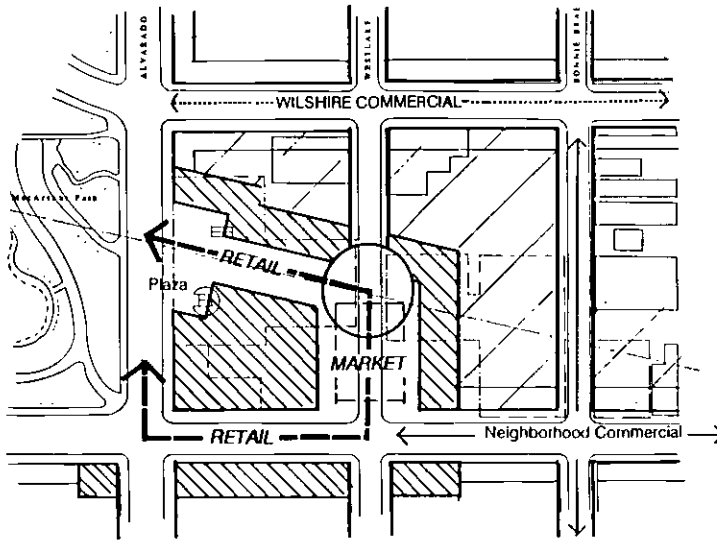 ALVARADO
WESTLAKE
BONNIE BRAE
WILSHIRE COMMERCIAL
MacArthur Park
RETAIL
Plaza
MARKET
RETAIL
Neighborhood Commercial